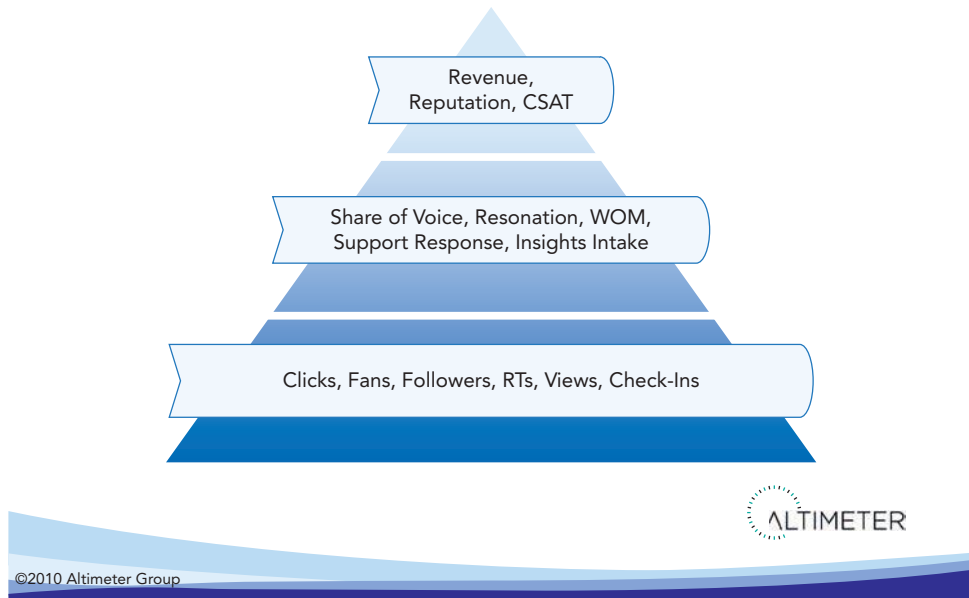 Revenue,
Reputation, CSAT
Share of Voice, Resonation, WOM,
Support Response, Insights Intake
Clicks, Fans, Followers, RTs, Views, Check-Ins
ALTIMETER
©2010 Altimeter Group